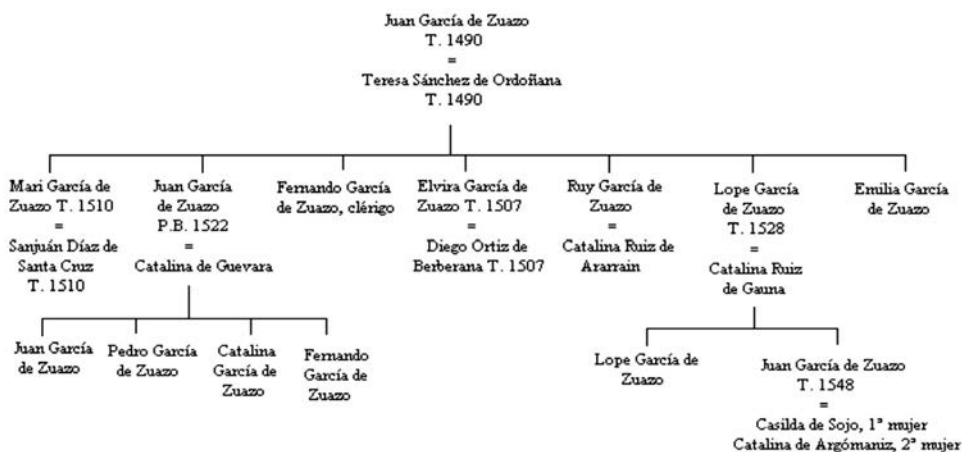 Juan García de Zuazo
T. 1490
=
Teresa Sánchez de Ordoñana
T. 1490
Mari García de
Zuazo T. 1510
=
Sanjuán Díaz de
Santa Cruz
T. 1510
Juan García
de Zuazo
P.B. 1522
=
Catalina de Guevara
Fernando García
de Zuazo, clérigo
Elvira García de
Zuazo T. 1507
=
Diego Ortiz de
Berberana T. 1507
Ruy García de
Zuazo
=
Catalina Ruiz de
Ararrain
Lope García
de Zuazo
T. 1528
=
Catalina Ruiz
de Gauna
Emilia García
de Zuazo
Juan García
de Zuazo
Pedro García
de Zuazo
Catalina
García de
Zuazo
Fernando
García de
Zuazo
Lope García de
Zuazo
Juan García de Zuazo
T. 1548
=
Casilda de Sojo, 1ª mujer
Catalina de Argómaniz, 2ª mujer